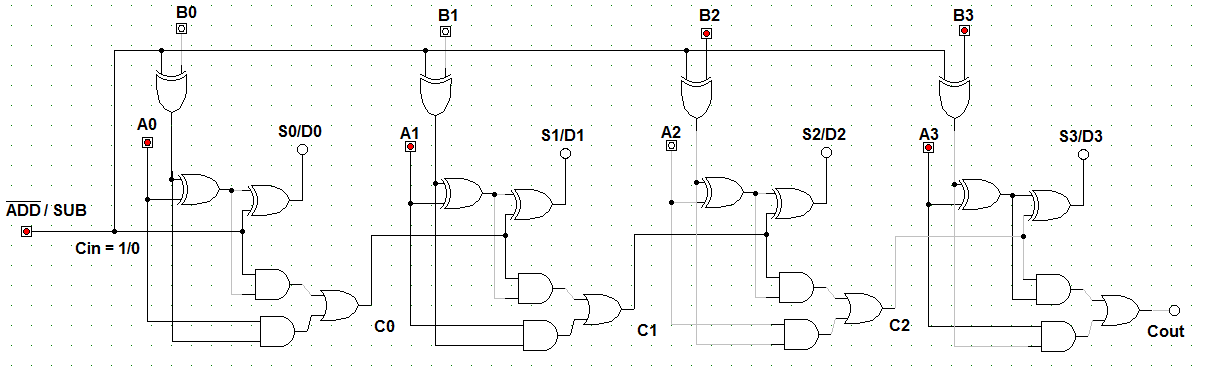 B0
B1
B2
B3
A0
S0/D0
A1
S1/D1
A2
S2/D2
A3
S3/D3
ADD / SUB
Cin = 1/0
C0
C1
C2
Cout